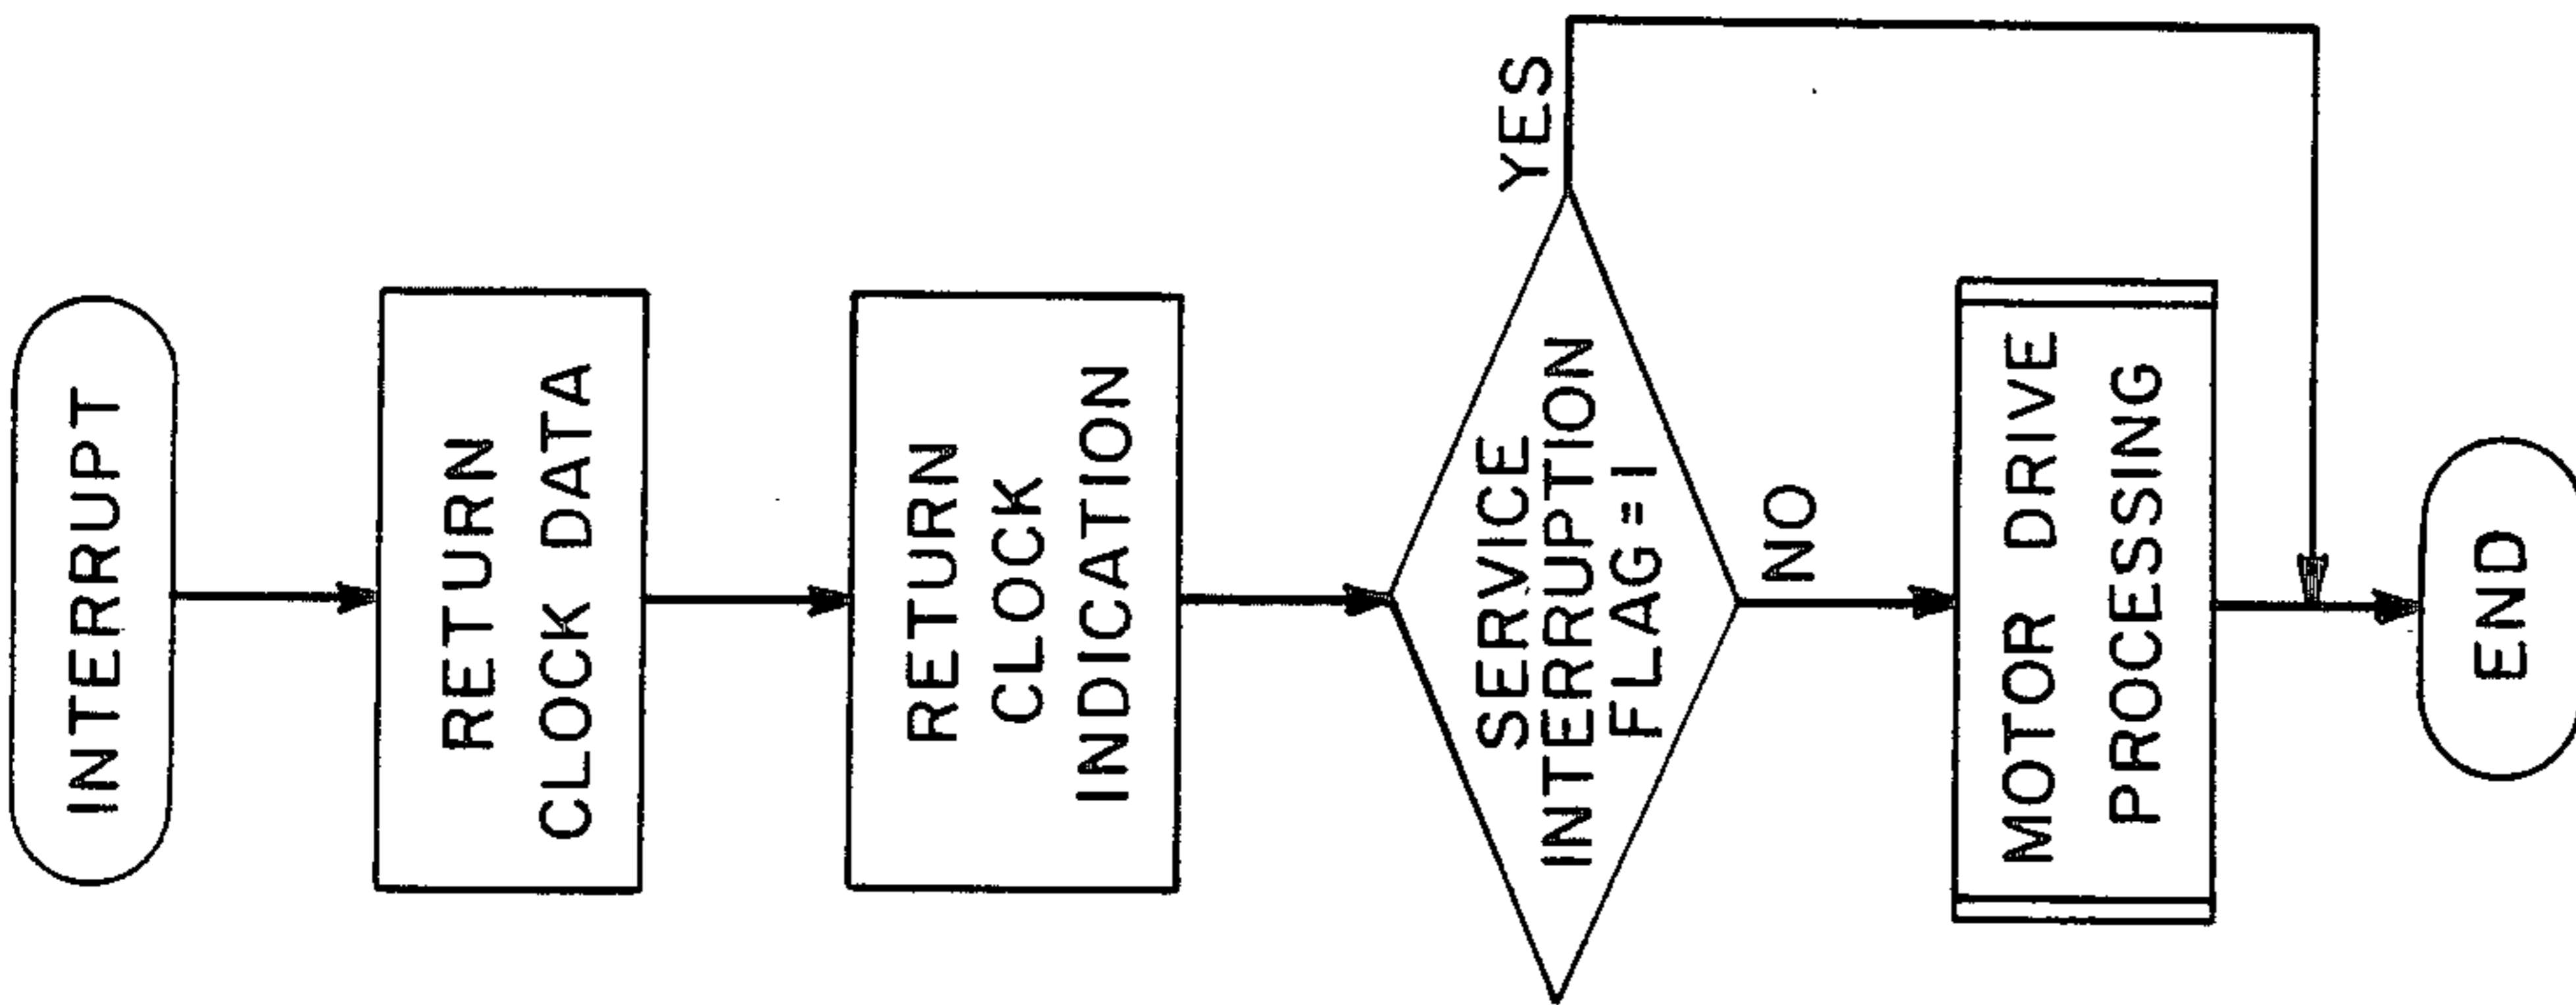 INTERRUPT
RETURN
CLOCK DATA
RETURN
CLOCK
INDICATION
SERVICE
INTERRUPTION
FLAG = 1
YES
NO
MOTOR DRIVE
PROCESSING
END